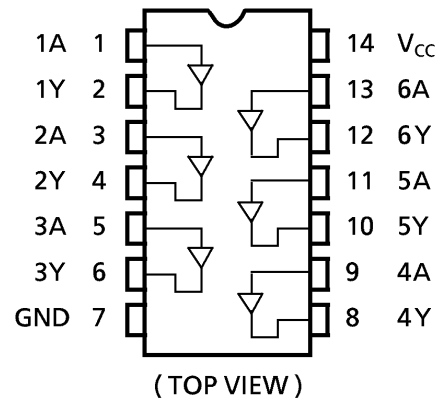 1A 1 14 VCC
1Y 2 13 6A
2A 3 12 6Y
2Y 4 11 5A
3A 5 10 5Y
3Y 6 9 4A
GND 7 8 4Y
( TOP VIEW )